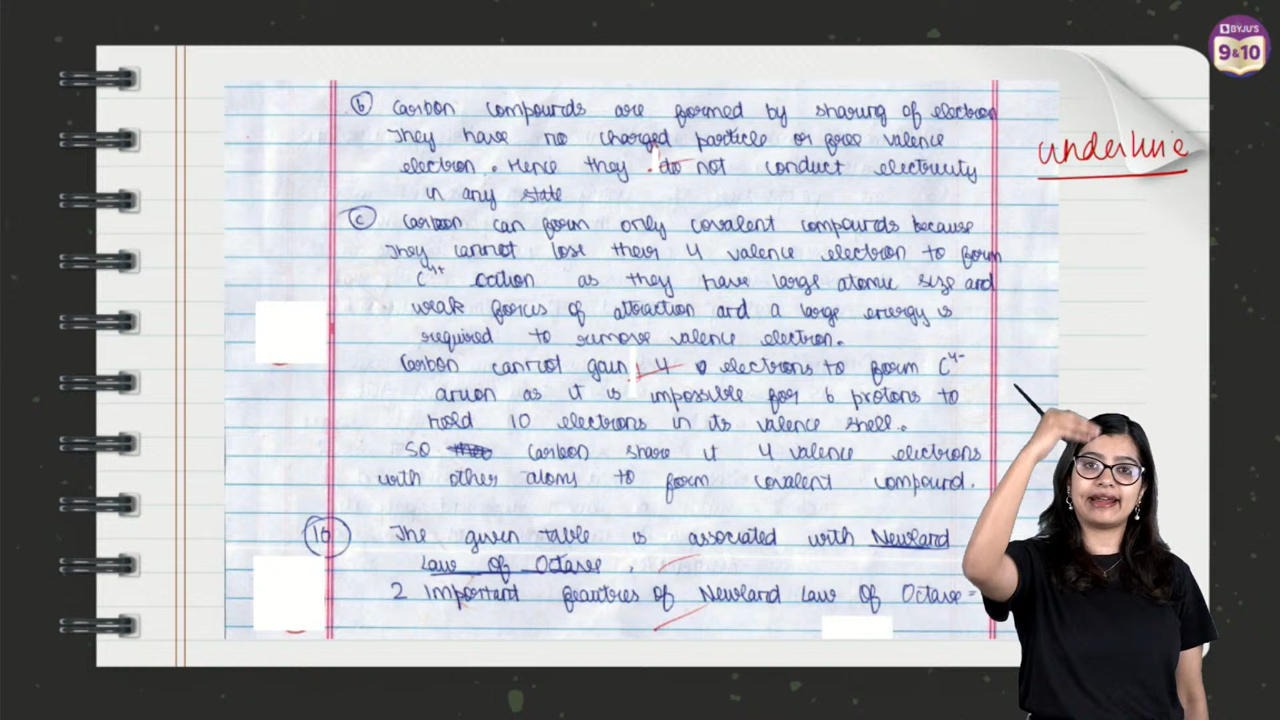 BYJU'S
9&10
underline
(b) Carbon compounds are formed by sharing of electron
They have no charged particle or free valence
electron. Hence they do not conduct electricity
in any state
(c) Carbon can form only covalent compounds because
They cannot lose their 4 valence electron to form
C4+ cation as they have large atomic size and
weak forces of attraction and a large energy is
required to remove valence electron.
Carbon cannot gain 4 electrons to form C4-
anion as it is impossible for 6 protons to
hold 10 electrons in its valence shell.
SO Carbon share it 4 valence electrons
with other atoms to form covalent compound.
(16) The given table is associated with Newland
Law Of Octave.
2 Important feautres of Newland Law Of Octave =